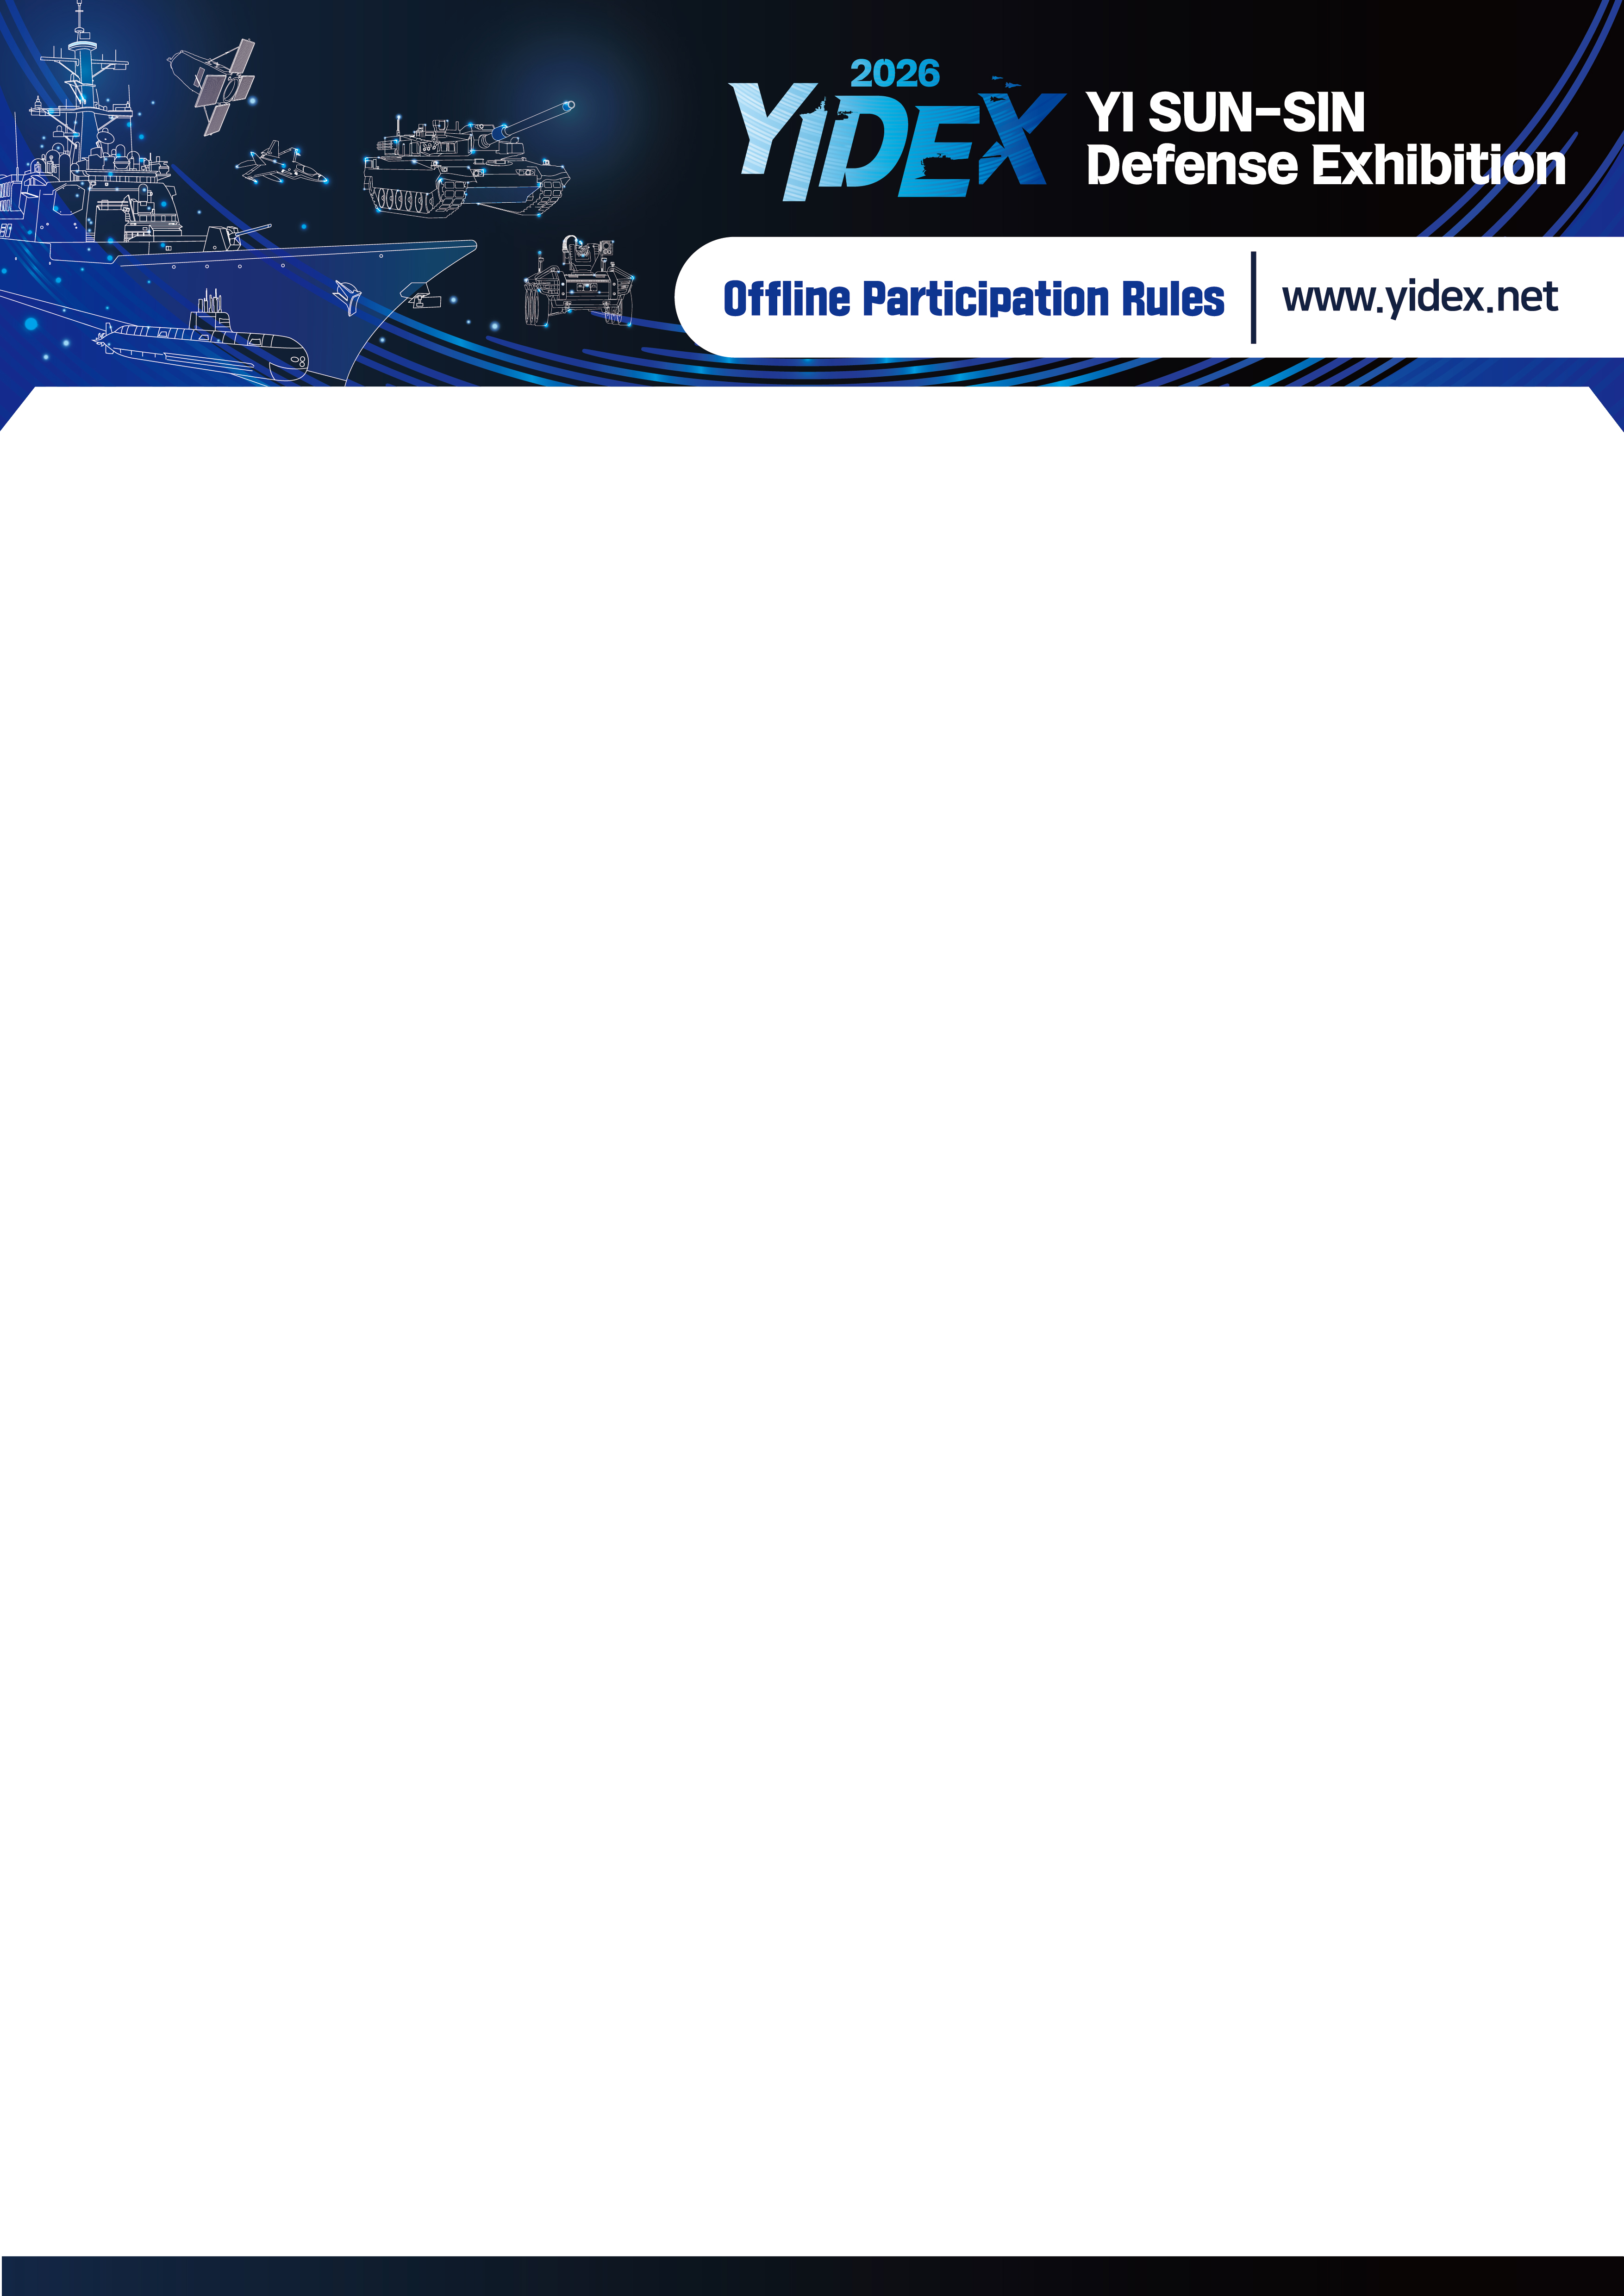 2026
YIDEX
YI SUN-SIN
Defense Exhibition
Offline Participation Rules
www.yidex.net